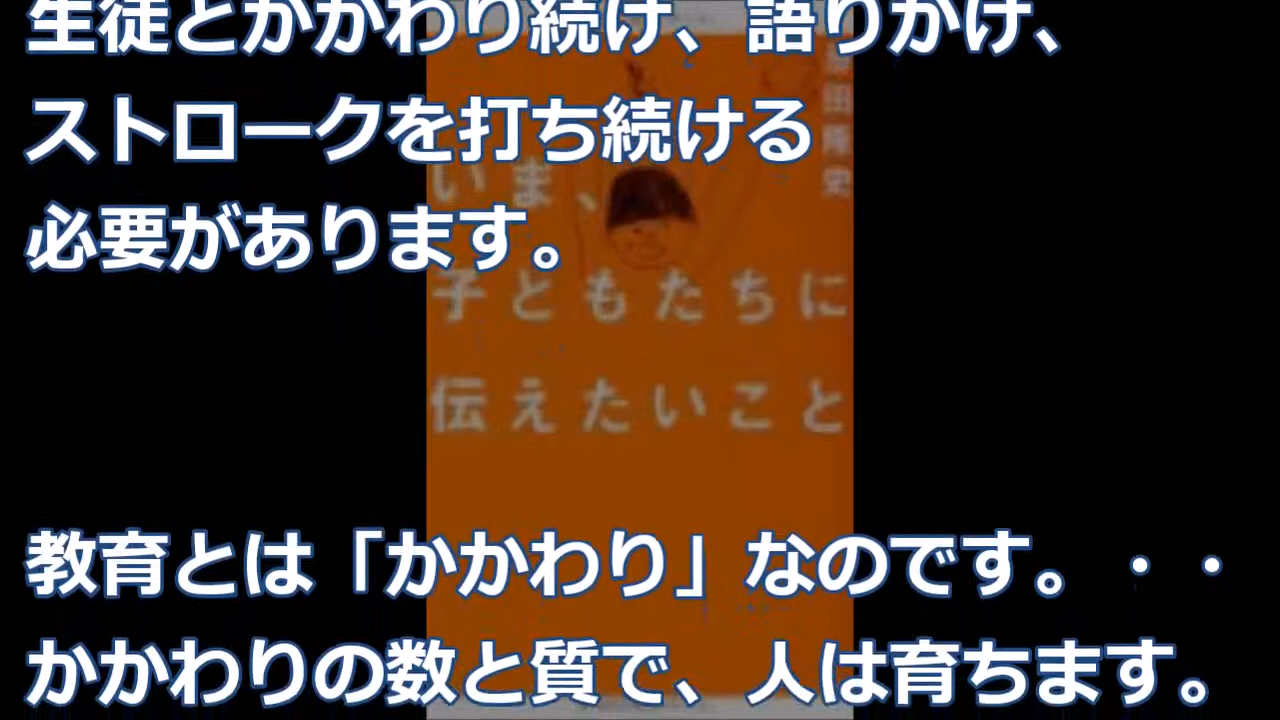 生徒とかかわり続け、語りかけ、
ストロークを打ち続ける
必要があります。
教育とは「かかわり」なのです。・・
かかわりの数と質で、人は育ちます。
いま、
子どもたちに
伝えたいこと